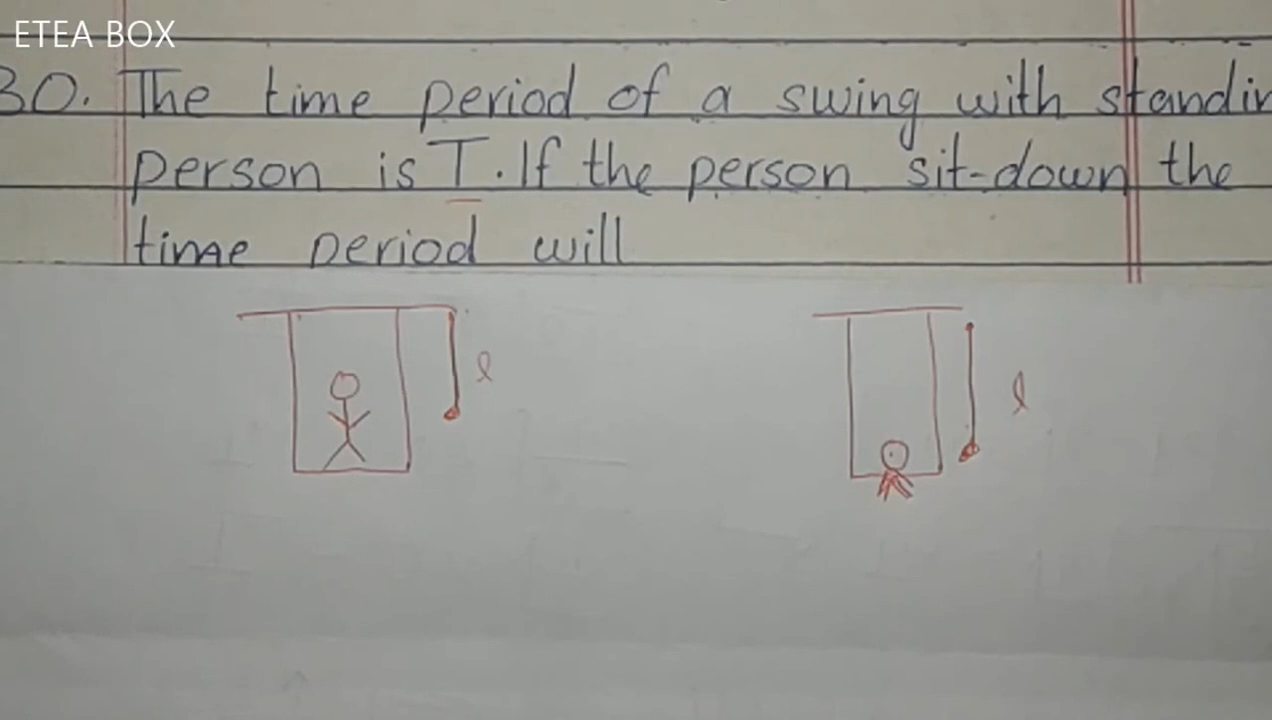 ETEA BOX
30. The time period of a swing with standin
person is T. If the person sit-down the
time period will
l
l